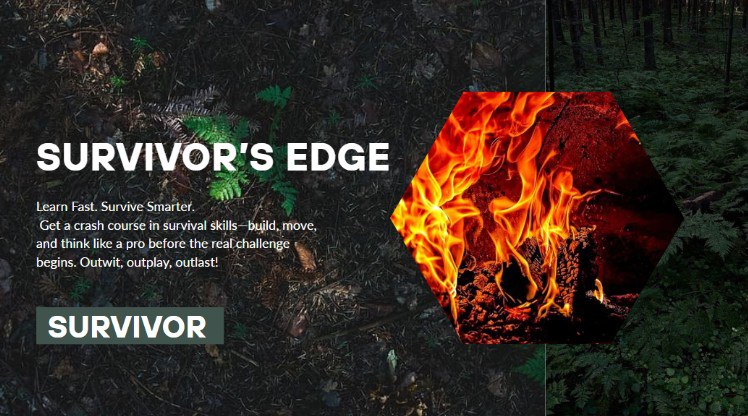 SURVIVOR'S EDGE
Learn Fast. Survive Smarter.
Get a crash course in survival skills—build, move,
and think like a pro before the real challenge
begins. Outwit, outplay, outlast!
SURVIVOR